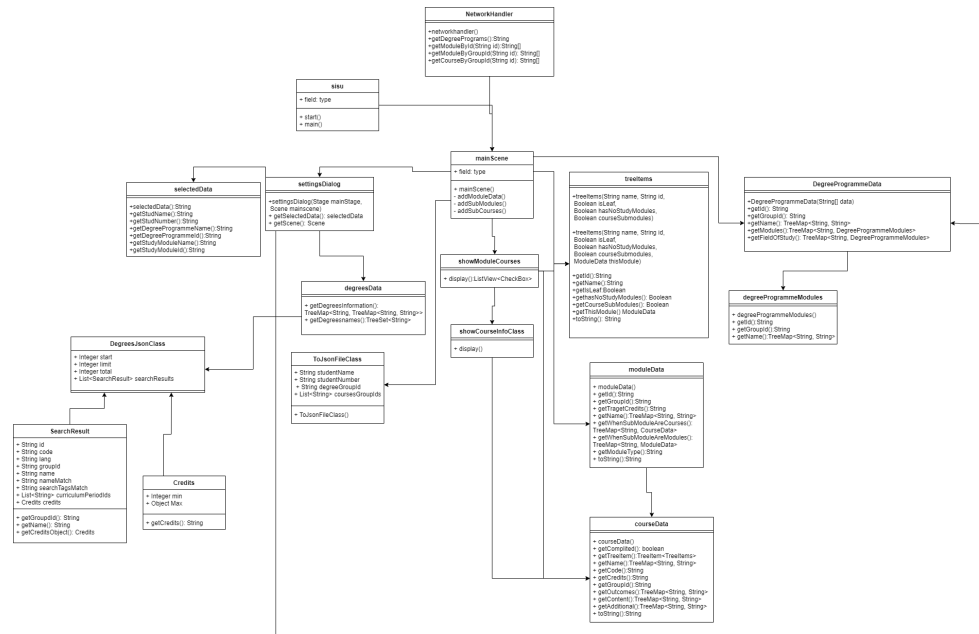 NetworkHandler
+networkhandler()
+getDegreePrograms():String
+getModuleById(String id):String[]
+getModuleByGroupId(String id): String[]
+getCourseByGroupId(String id): String[]
sisu
+ field: type
+ start()
+ main()
mainScene
+ field: type
+ mainScene()
- addModuleData()
- addSubModules()
- addSubCourses()
selectedData
+selectedData():String
+getStudName():String
+getStutNumber():String
+getDegreeProgrammeName():String
+getDegreeProgrammeId():String
+getStudyModuleName():String
+getStudyModuleId():String
settingsDialog
+settingsDialog(Stage mainStage,
Scene mainscene)
+ getSelectedData(): selectedData
+ getScene(): Scene
treeItems
+treeItems(String name, String id,
Boolean isLeaf,
Boolean hasNoStudyModules,
Boolean courseSubmodules)
+treeItems(String name, String id,
Boolean isLeaf,
Boolean hasNoStudyModules,
Boolean courseSubmodules,
ModuleData thisModule)
+getId():String
+getName():String
+getIsLeaf:Boolean
+gethasNoStudyModules(): Boolean
+getCourseSubModules(): Boolean
+getThisModule() ModuleData
+toString(): String
DegreeProgrammeData
+DegreeProgrammeData(String[] data)
+getId(): String
+getGroupId(): String
+getName(): TreeMap<String, String>
+getModules():TreeMap<String, DegreeProgrammeModules>
+getFieldOfStudy(): TreeMap<String, DegreeProgrammeModules>
showModuleCourses
+ display():ListView<CheckBox>
degreesData
+ getDegreesInformation():
TreeMap<String, TreeMap<String, String>>
+ getDegreesnames():TreeSet<String>
degreeProgrammeModules
+ degreeProgrammeModules()
+ getId():String
+ getGroupId():String
+ getName():TreeMap<String, String>
showCourseInfoClass
+ display()
DegreesJsonClass
+ Integer start
+ Integer limit
+ Integer total
+ List<SearchResult> searchResults
ToJsonFileClass
+ String studentName
+ String studentNumber
+ String degreeGroupId
+ List<String> coursesGroupIds
+ ToJsonFileClass()
moduleData
+ moduleData()
+ getId():String
+ getGroupId():String
+ getTragetCredits():String
+ getName():TreeMap<String, String>
+ getWhenSubModuleAreCourses():
TreeMap<String, CourseData>
+ getWhenSubModuleAreModules():
TreeMap<String, ModuleData>
+ getModuleType():String
+ toString():String
SearchResult
+ String id
+ String code
+ String lang
+ String groupId
+ String name
+ String nameMatch
+ String searchTagsMatch
+ List<String> curriculumPeriodIds
+ Credits credits
+ getGroupdId(): String
+ getName(): String
+ getCreditsObject(): Credits
Credits
+ Integer min
+ Object Max
+ getCredits(): String
courseData
+ courseData()
+ getComplited(): boolean
+ getTreeItem():TreeItem<TreeItems>
+ getName():TreeMap<String, String>
+ getCode():String
+ getCredits():String
+ getGroupId():String
+ getOutcomes():TreeMap<String, String>
+ getContent():TreeMap<String, String>
+ getAdditional():TreeMap<String, String>
+ toString():String